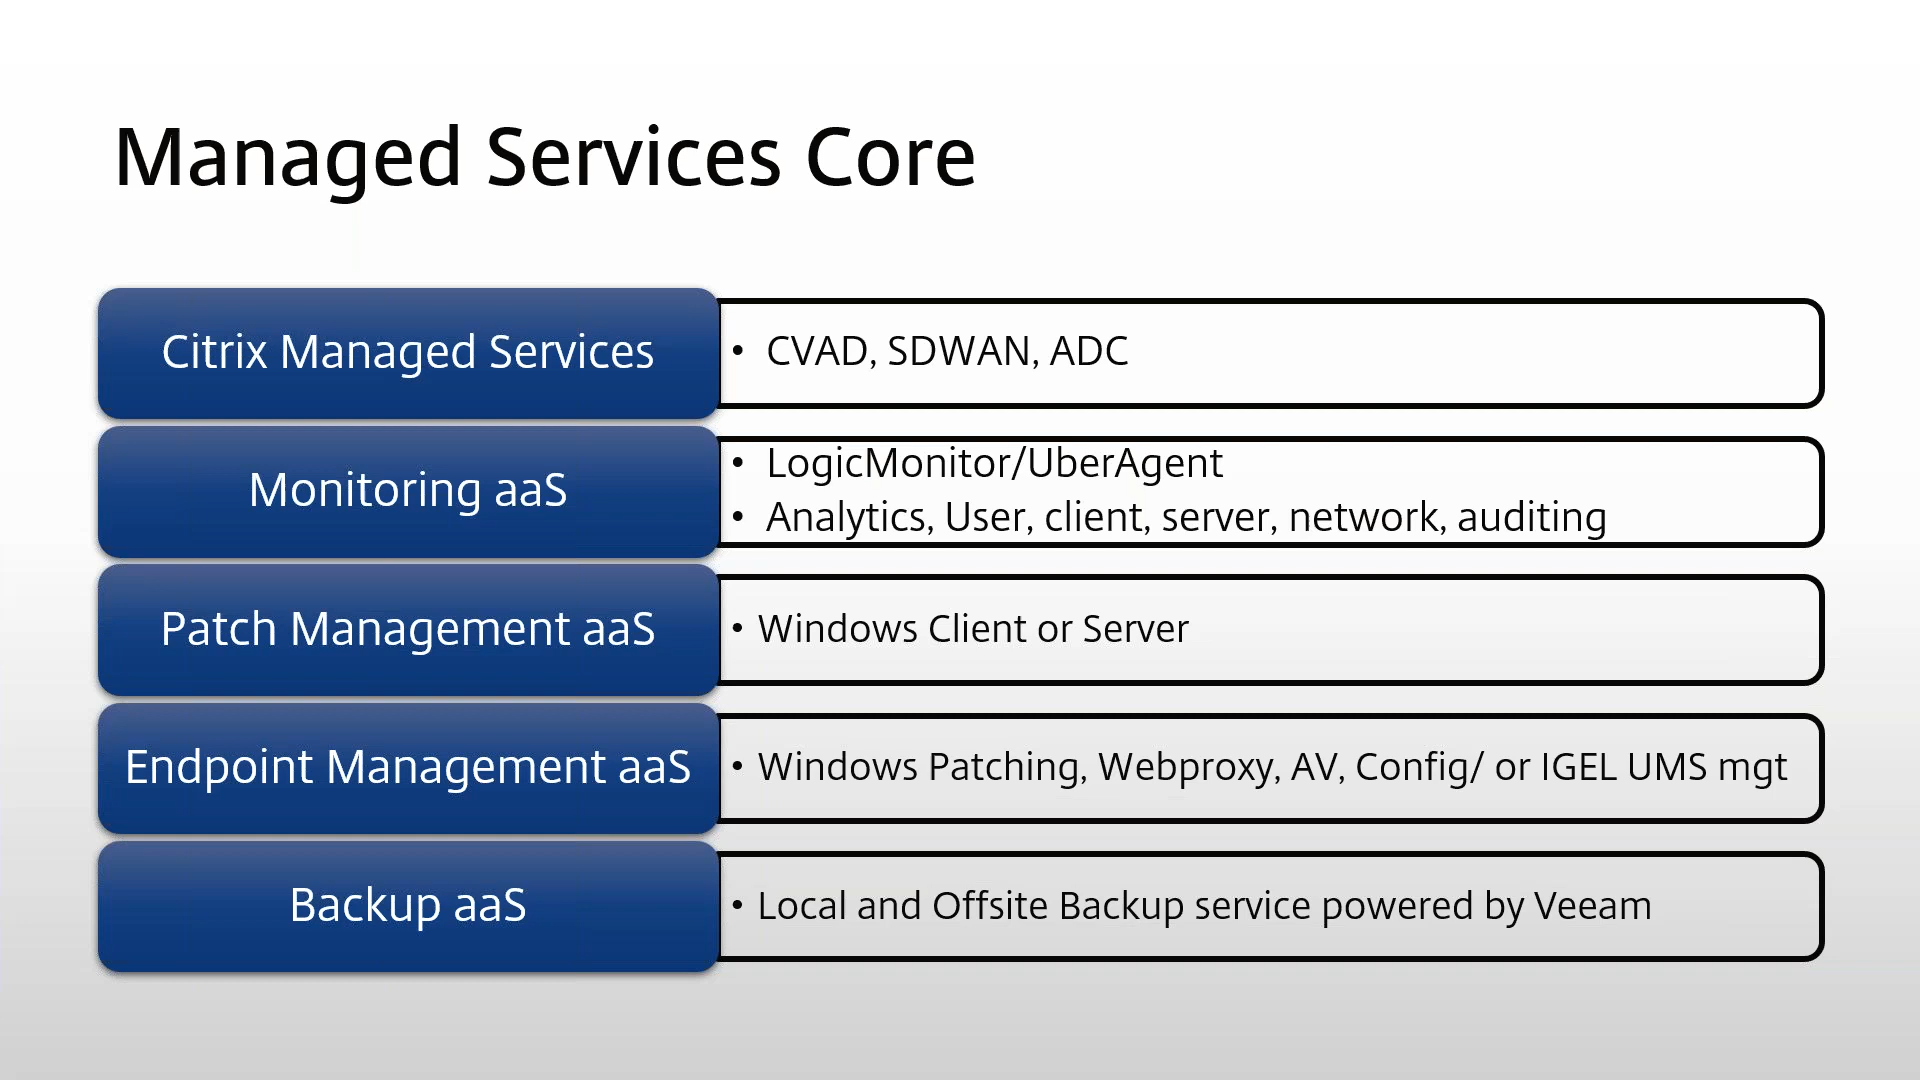 Managed Services Core
Citrix Managed Services
• CVAD, SDWAN, ADC
Monitoring aaS
• LogicMonitor/UberAgent
• Analytics, User, client, server, network, auditing
Patch Management aaS
• Windows Client or Server
Endpoint Management aaS
• Windows Patching, Webproxy, AV, Config/ or IGEL UMS mgt
Backup aaS
• Local and Offsite Backup service powered by Veeam